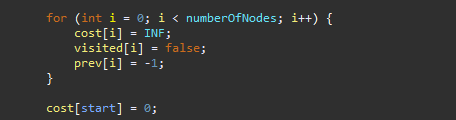 for (int i = 0; i < numberOfNodes; i++) {
cost[i] = INF;
visited[i] = false;
prev[i] = -1;
}
cost[start] = 0;